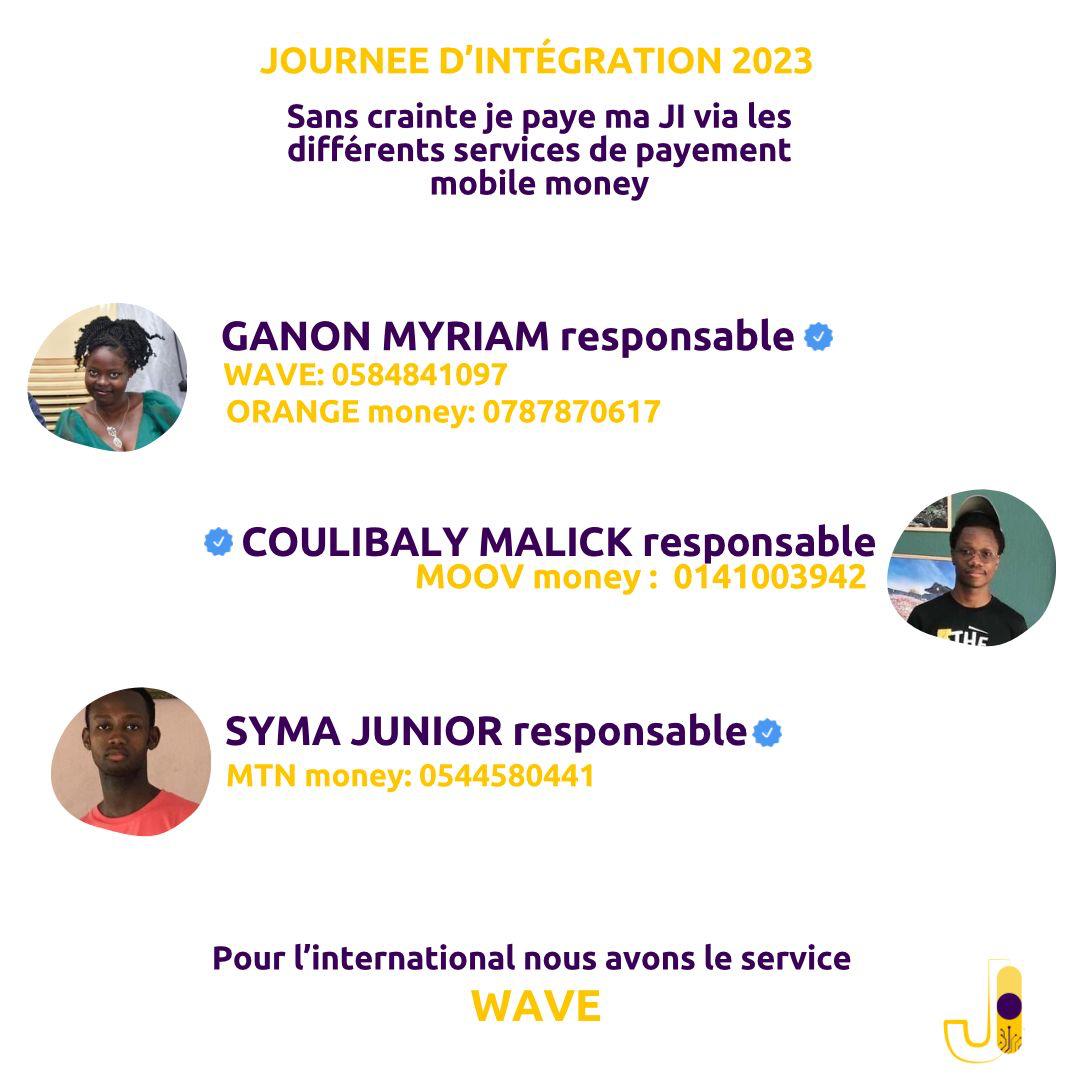 JOURNEE D'INTÉGRATION 2023
Sans crainte je paye ma JI via les
différents services de payement
mobile money
GANON MYRIAM responsable
WAVE: 0584841097
ORANGE money: 0787870617
COULIBALY MALICK responsable
MOOV money : 0141003942
THE
SYMA JUNIOR responsable
MTN money: 0544580441
Pour l'international nous avons le service
WAVE